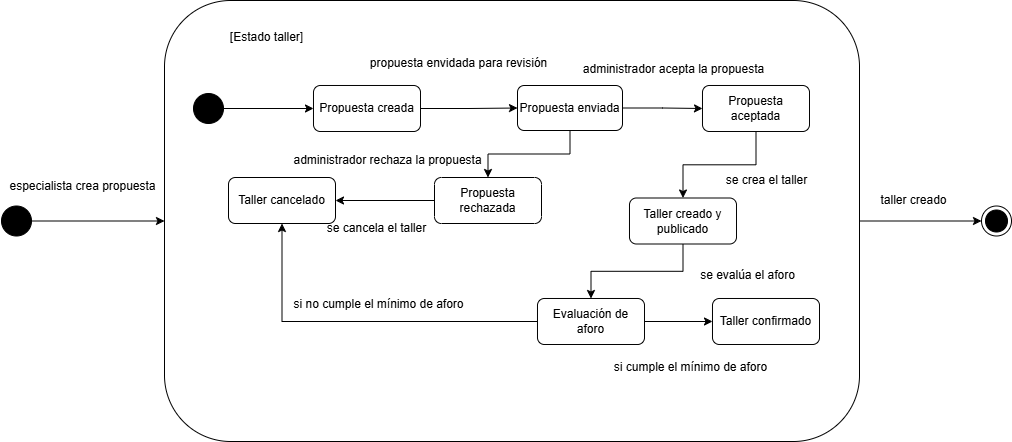 [Estado taller]
propuesta envidada para revisión
administrador acepta la propuesta
Propuesta creada
Propuesta enviada
Propuesta
aceptada
administrador rechaza la propuesta
especialista crea propuesta
Taller cancelado
Propuesta
rechazada
se crea el taller
taller creado
Taller creado y
publicado
se cancela el taller
se evalúa el aforo
si no cumple el mínimo de aforo
Evaluación de
aforo
Taller confirmado
si cumple el mínimo de aforo